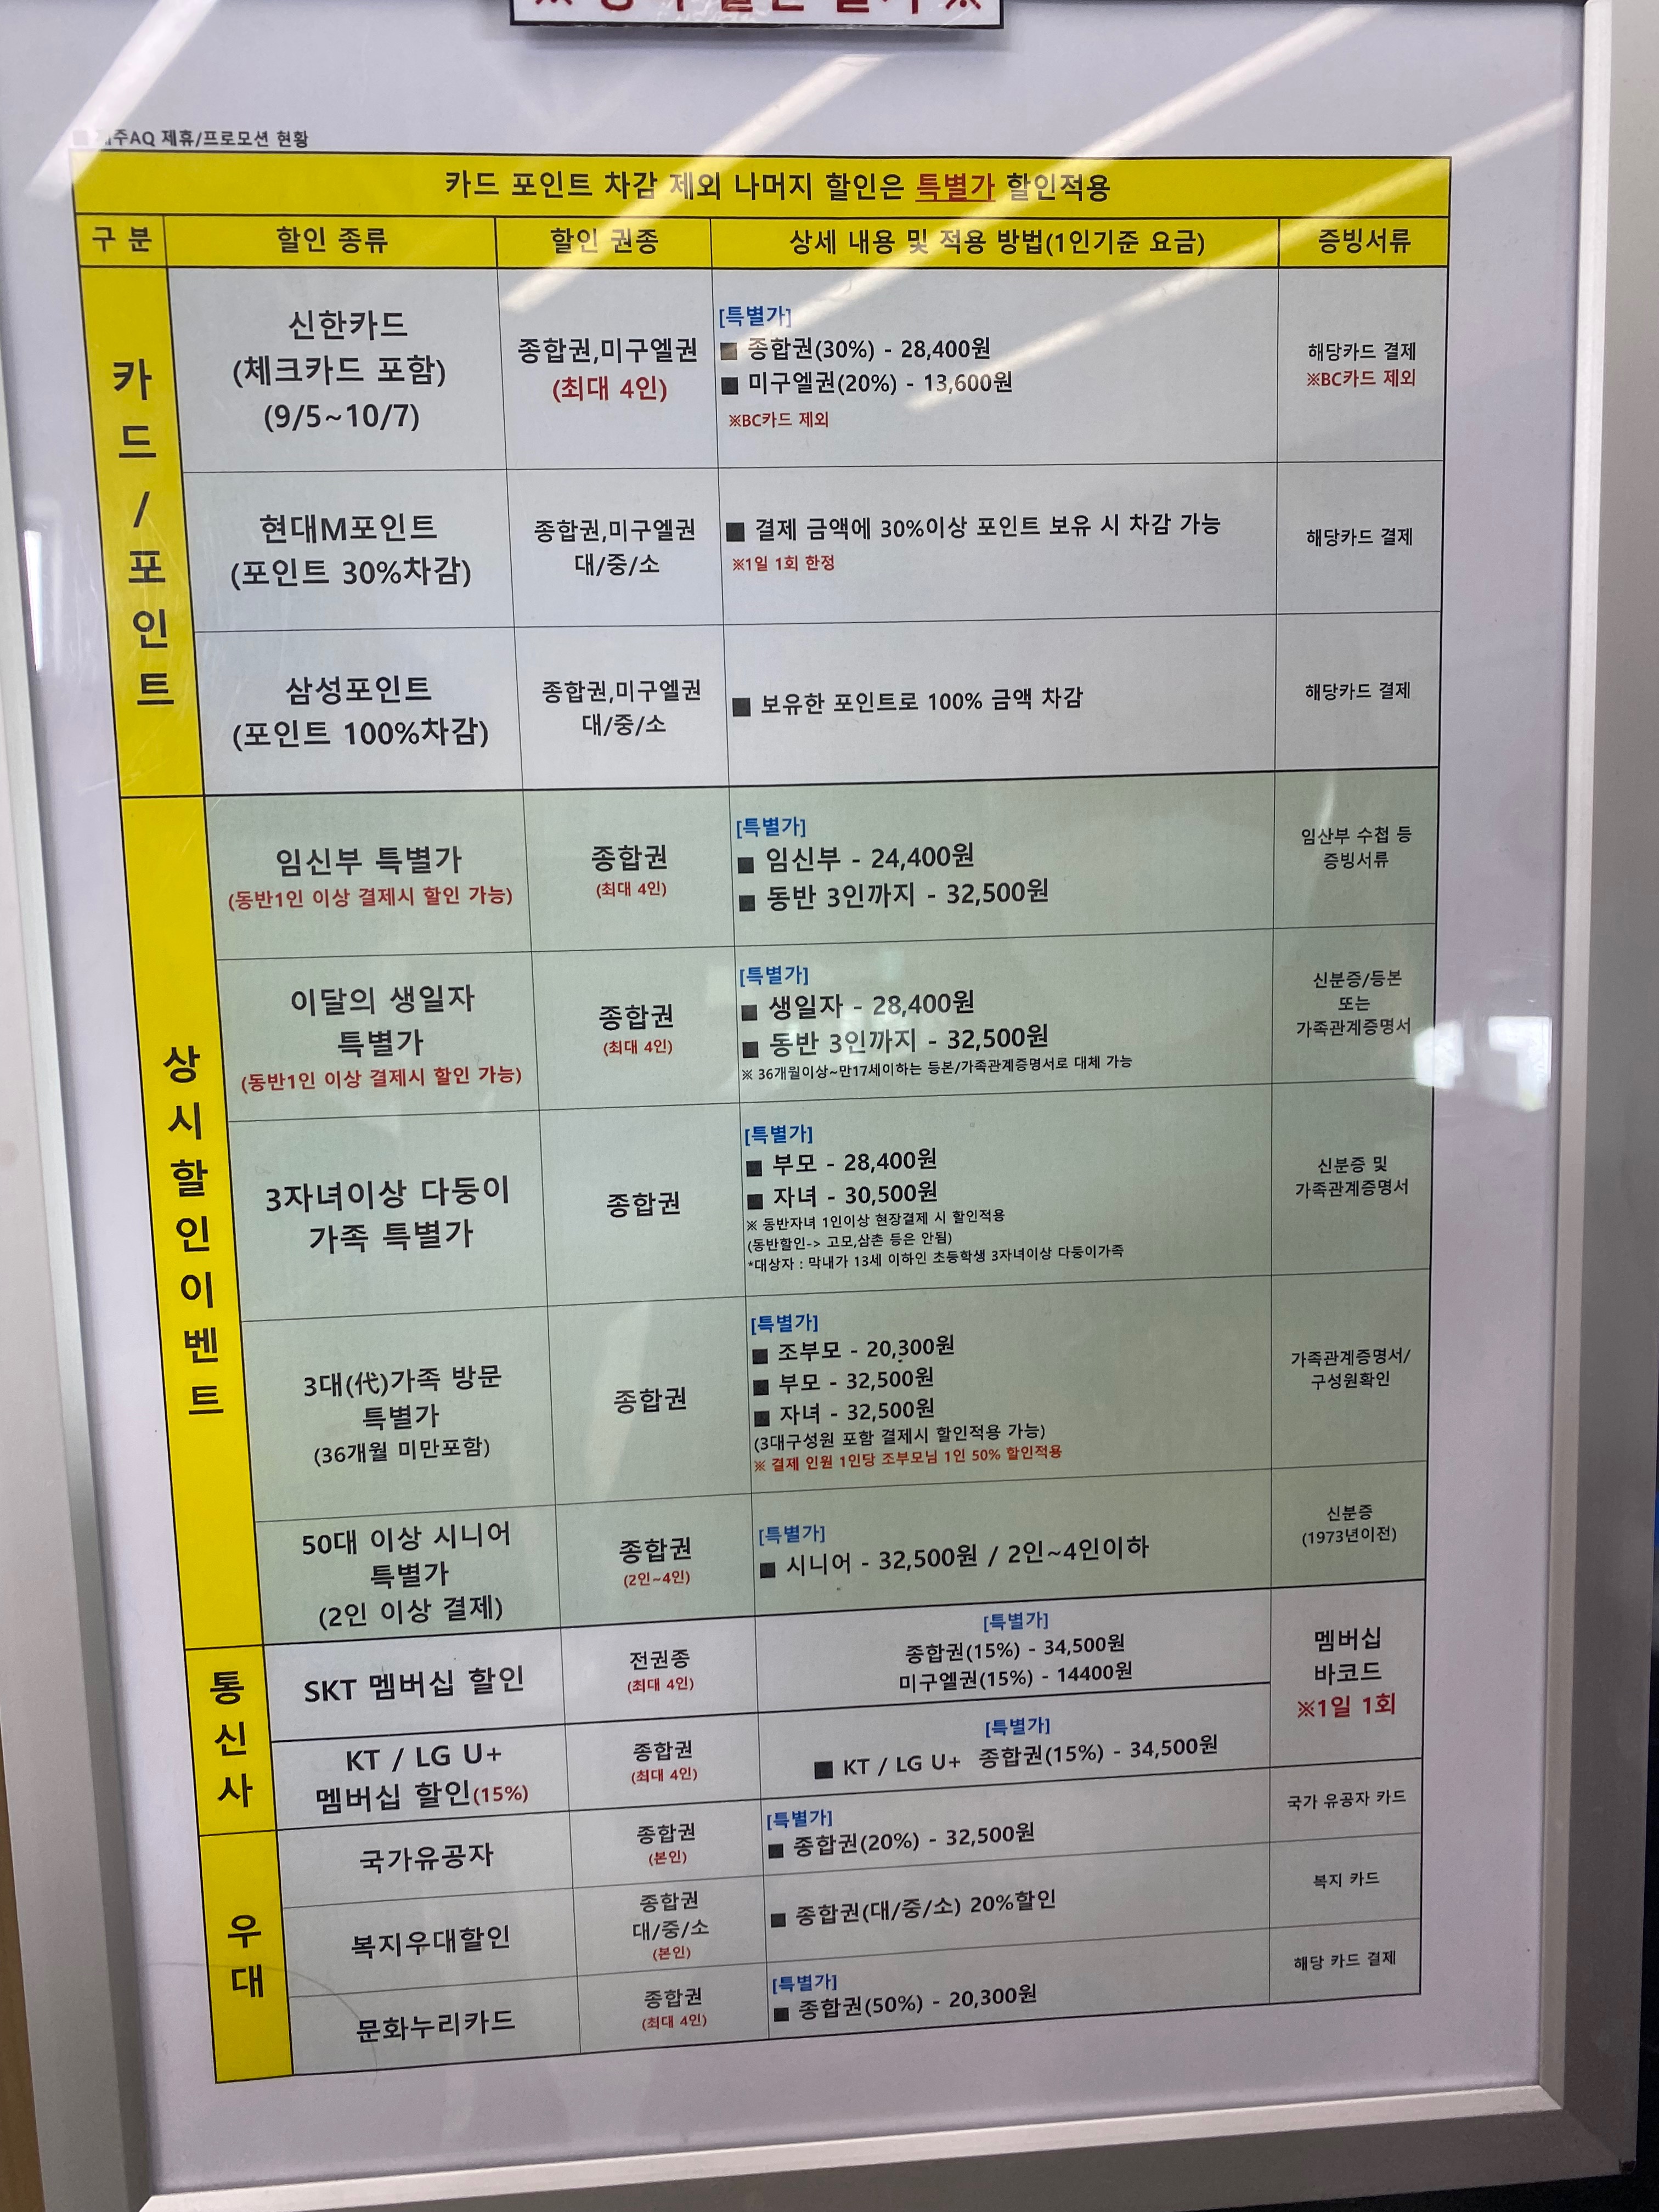 주AQ 제휴/프로모션 현황
카드 포인트 차감 제외 나머지 할인은 특별가 할인적용
구 분 할인 종류 할인 권종 상세 내용 및 적용 방법(1인기준 요금) 증빙서류
카드/포인트
신한카드
(체크카드 포함)
(9/5~10/7)
종합권,미구엘권
(최대 4인)
[특별가]
■ 종합권(30%) - 28,400원
■ 미구엘권(20%) - 13,600원
※BC카드 제외
해당카드 결제
※BC카드 제외
현대M포인트
(포인트 30%차감)
종합권,미구엘권
대/중/소
■ 결제 금액에 30%이상 포인트 보유 시 차감 가능
※1일 1회 한정
해당카드 결제
삼성포인트
(포인트 100%차감)
종합권,미구엘권
대/중/소
■ 보유한 포인트로 100% 금액 차감
해당카드 결제
상시할인이벤트
임신부 특별가
(동반1인 이상 결제시 할인 가능)
종합권
(최대 4인)
[특별가]
■ 임신부 - 24,400원
■ 동반 3인까지 - 32,500원
임산부 수첩 등
증빙서류
이달의 생일자
특별가
(동반1인 이상 결제시 할인 가능)
종합권
(최대 4인)
[특별가]
■ 생일자 - 28,400원
■ 동반 3인까지 - 32,500원
※ 36개월이상~만17세이하는 등본/가족관계증명서로 대체 가능
신분증/등본
또는
가족관계증명서
3자녀이상 다둥이
가족 특별가
종합권
[특별가]
■ 부모 - 28,400원
■ 자녀 - 30,500원
※ 동반자녀 1인이상 현장결제 시 할인적용
(동반할인-> 고모,삼촌 등은 안됨)
*대상자 : 막내가 13세 이하인 초등학생 3자녀이상 다둥이가족
신분증 및
가족관계증명서
3대(代)가족 방문
특별가
(36개월 미만포함)
종합권
[특별가]
■ 조부모 - 20,300원
■ 부모 - 32,500원
■ 자녀 - 32,500원
(3대구성원 포함 결제시 할인적용 가능)
※ 결제 인원 1인당 조부모님 1인 50% 할인적용
가족관계증명서/
구성원확인
50대 이상 시니어
특별가
(2인 이상 결제)
종합권
(2인~4인)
[특별가]
■ 시니어 - 32,500원 / 2인~4인이하
신분증
(1973년이전)
통신사
SKT 멤버십 할인
전권종
(최대 4인)
[특별가]
종합권(15%) - 34,500원
미구엘권(15%) - 14400원
멤버십
바코드
※1일 1회
KT / LG U+
멤버십 할인(15%)
종합권
(최대 4인)
[특별가]
■ KT / LG U+ 종합권(15%) - 34,500원
우대
국가유공자
종합권
(본인)
[특별가]
■ 종합권(20%) - 32,500원
국가 유공자 카드
복지우대할인
종합권
대/중/소
(본인)
■ 종합권(대/중/소) 20%할인
복지 카드
문화누리카드
종합권
(최대 4인)
[특별가]
■ 종합권(50%) - 20,300원
해당 카드 결제